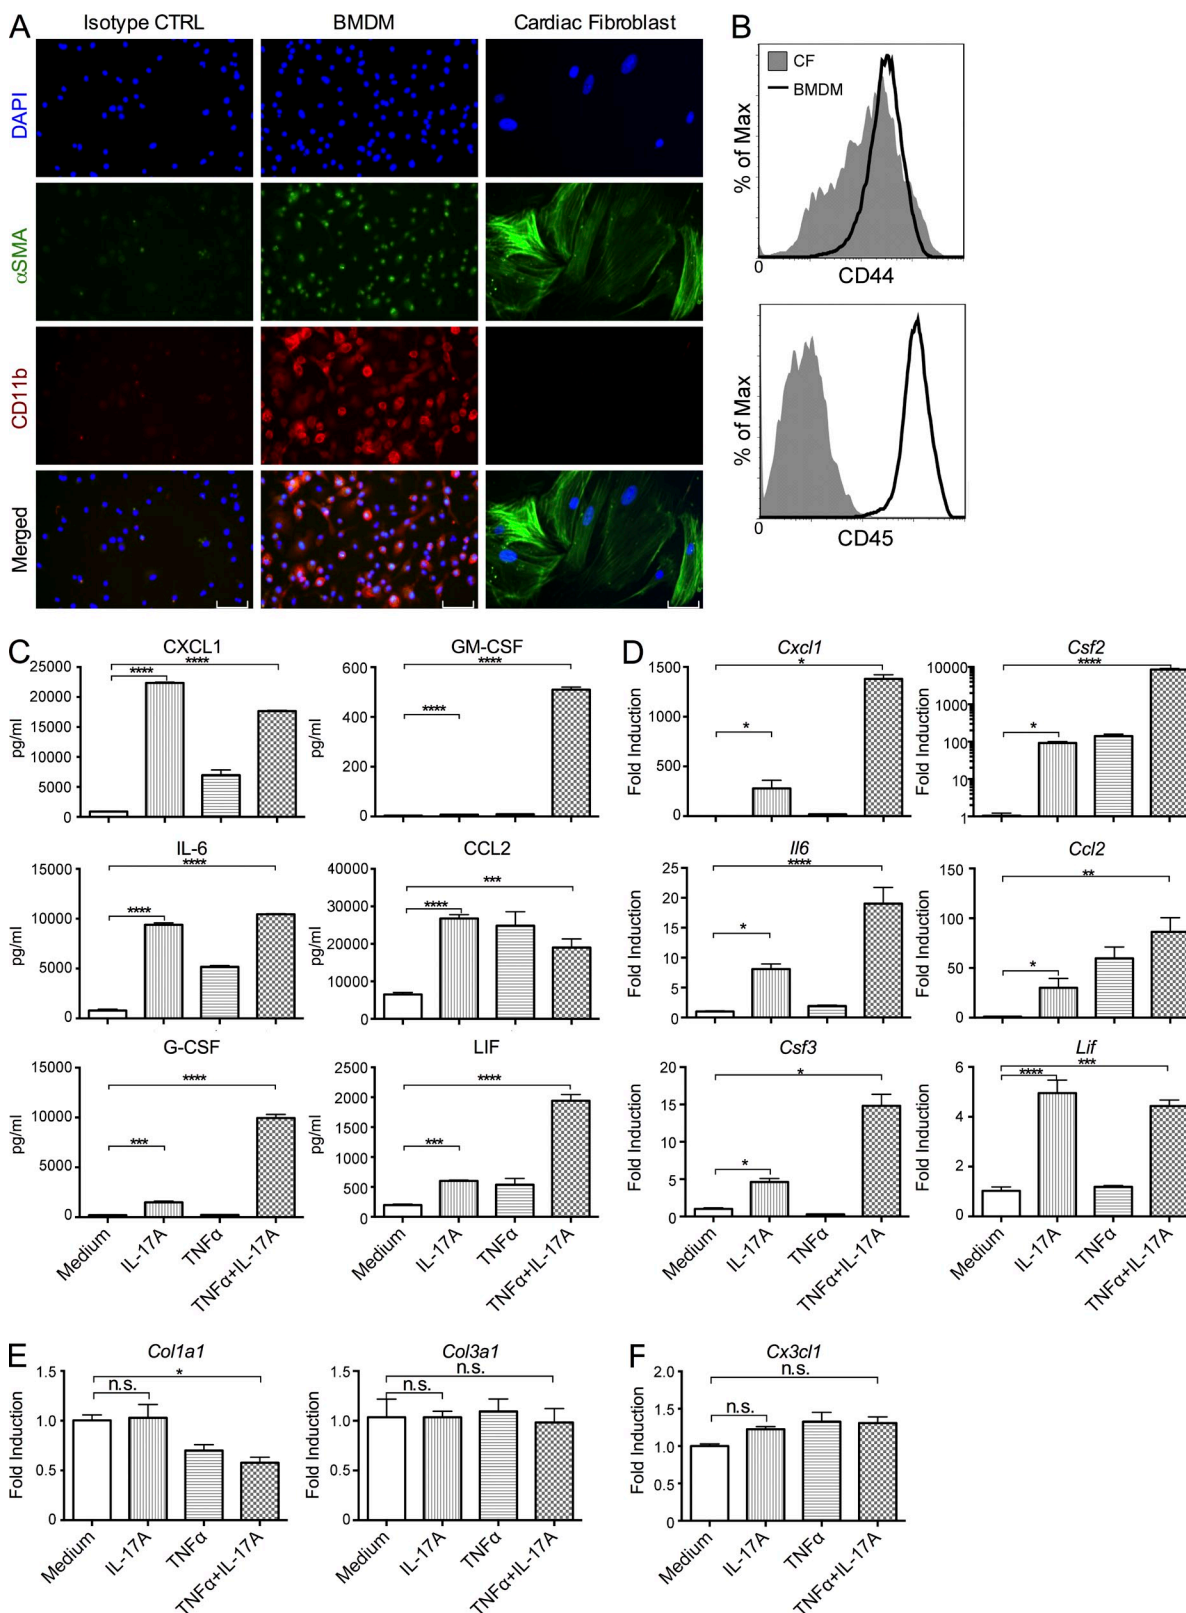 A
Isotype CTRL
BMDM
Cardiac Fibroblast
DAPI
αSMA
CD11b
Merged
B
CF
BMDM
% of Max
0
CD44
% of Max
0
CD45
C
CXCL1
pg/ml
25000
20000
15000
10000
5000
0
****
****
GM-CSF
pg/ml
600
400
200
0
****
****
IL-6
pg/ml
15000
10000
5000
0
****
****
CCL2
pg/ml
40000
30000
20000
10000
0
***
****
G-CSF
pg/ml
15000
10000
5000
0
****
***
Medium
IL-17A
TNFα
TNFα+IL-17A
LIF
pg/ml
2500
2000
1500
1000
500
0
****
***
Medium
IL-17A
TNFα
TNFα+IL-17A
D
Cxcl1
Fold Induction
1500
1000
500
0
*
*
Csf2
Fold Induction
10000
1000
100
10
1
****
*
Il6
Fold Induction
25
20
15
10
5
0
****
*
Ccl2
Fold Induction
150
100
50
0
**
*
Csf3
Fold Induction
20
15
10
5
0
*
*
Medium
IL-17A
TNFα
TNFα+IL-17A
Lif
Fold Induction
6
4
2
0
***
****
Medium
IL-17A
TNFα
TNFα+IL-17A
E
Col1a1
Fold Induction
1.5
1.0
0.5
0
*
n.s.
Medium
IL-17A
TNFα
TNFα+IL-17A
Col3a1
Fold Induction
1.5
1.0
0.5
0
n.s.
n.s.
Medium
IL-17A
TNFα
TNFα+IL-17A
F
Cx3cl1
Fold Induction
2.0
1.5
1.0
0.5
0
n.s.
n.s.
Medium
IL-17A
TNFα
TNFα+IL-17A